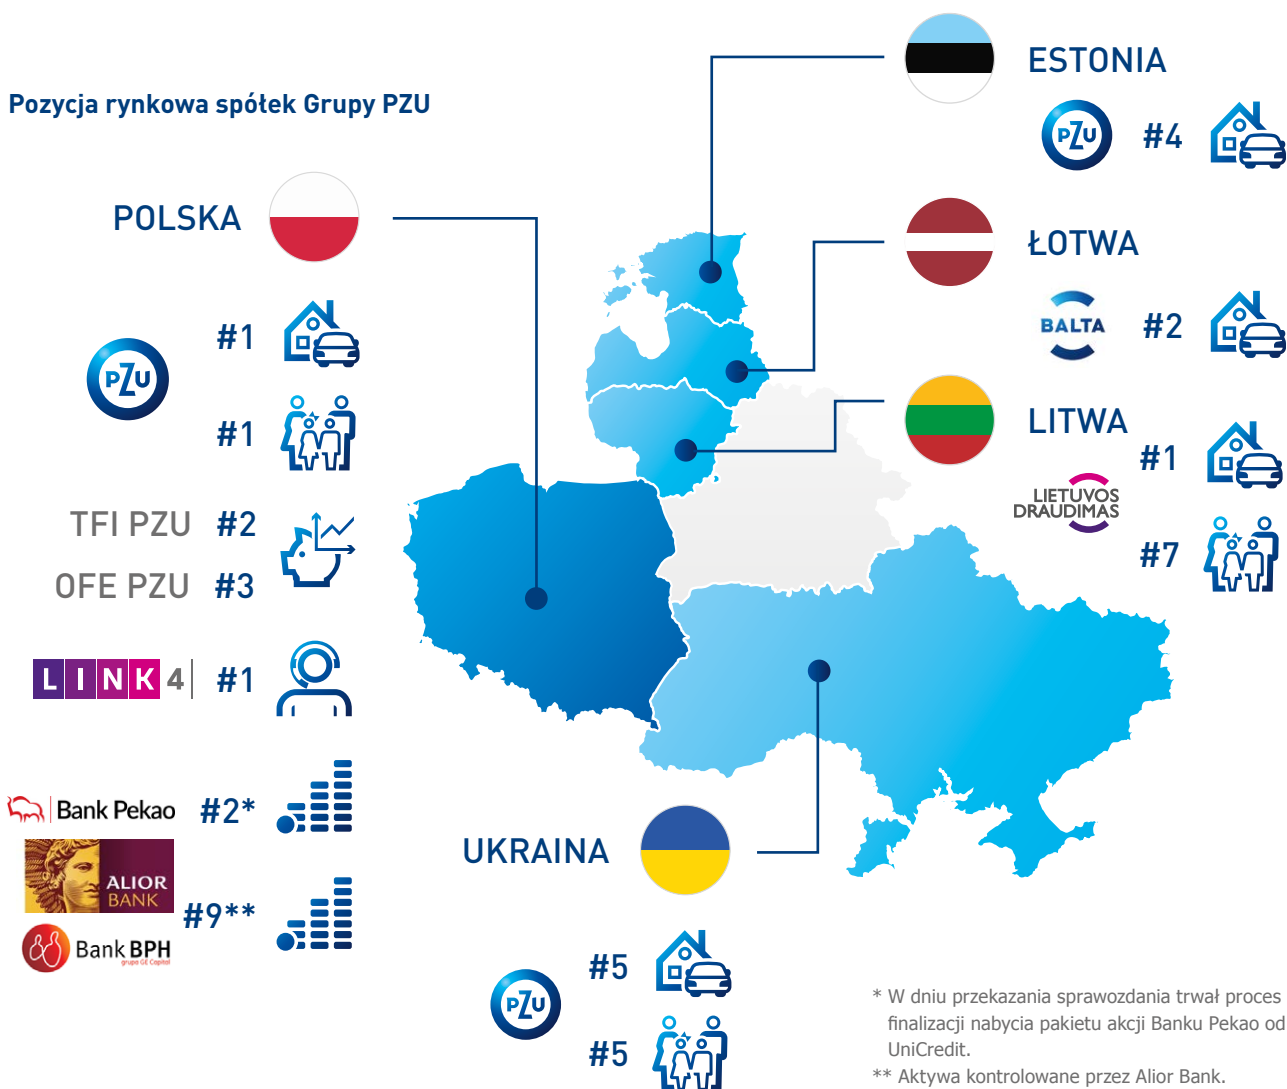 Pozycja rynkowa spółek Grupy PZU
POLSKA
PZU
#1
#1
TFI PZU #2
OFE PZU #3
LINK4 #1
Bank Pekao #2*
ALIOR
BANK
#9**
Bank BPH
grupa GE Capital
ESTONIA
PZU #4
ŁOTWA
BALTA #2
LITWA
#1
LIETUVOS
DRAUDIMAS
#7
UKRAINA
#5
PZU
#5
* W dniu przekazania sprawozdania trwał proces
finalizacji nabycia pakietu akcji Banku Pekao od
UniCredit.
** Aktywa kontrolowane przez Alior Bank.